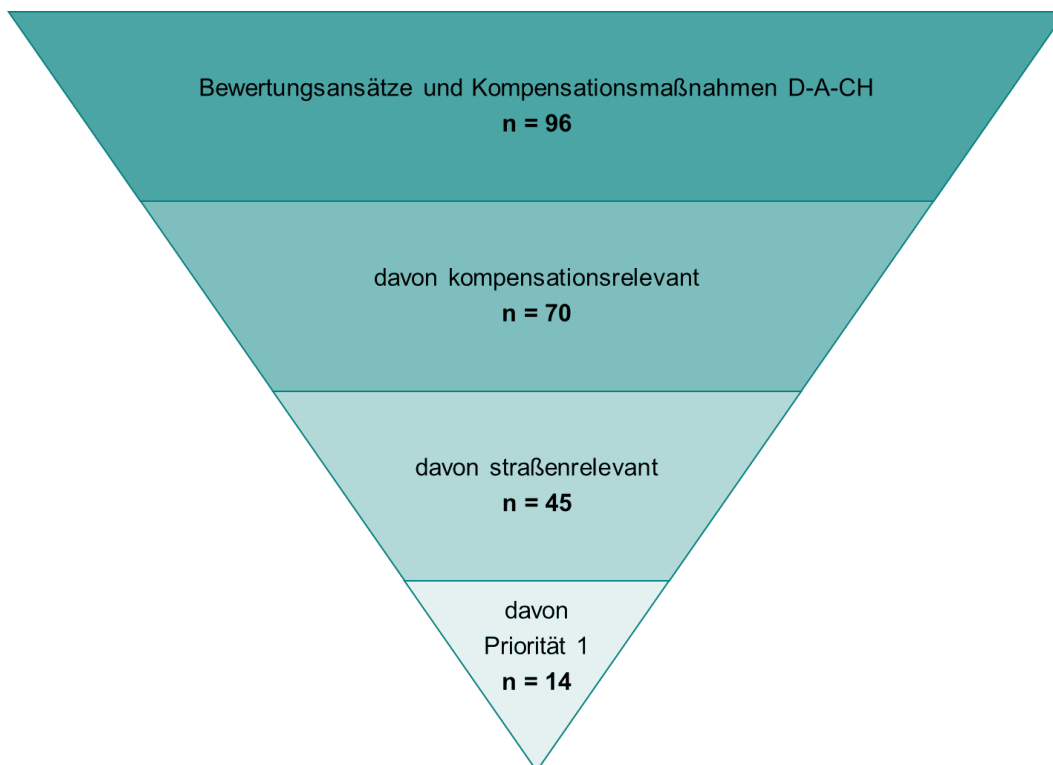 Bewertungsansätze und Kompensationsmaßnahmen D-A-CH
n = 96
davon kompensationsrelevant
n = 70
davon straßenrelevant
n = 45
davon
Priorität 1
n = 14